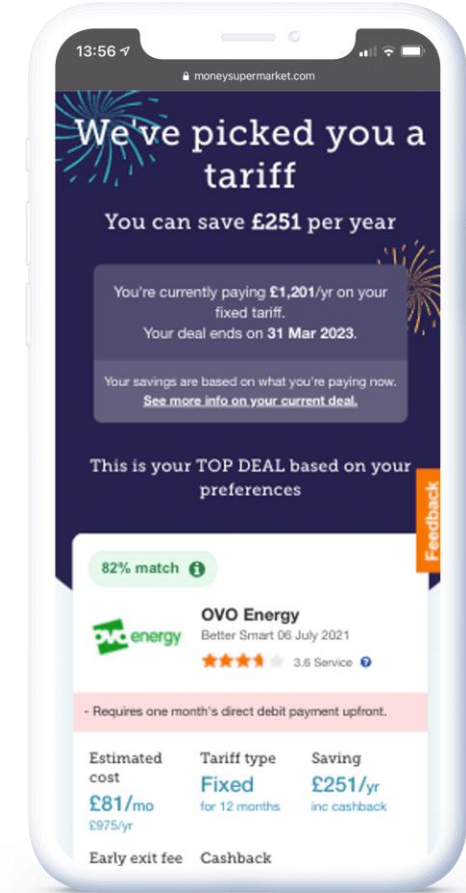 13:56
moneysupermarket.com
We've picked you a
tariff
You can save £251 per year
You're currently paying £1,201/yr on your
fixed tariff.
Your deal ends on 31 Mar 2023.
Your savings are based on what you're paying now.
See more info on your current deal.
This is your TOP DEAL based on your
preferences
Feedback
82% match
ovo energy
OVO Energy
Better Smart 06 July 2021
3.6 Service
- Requires one month's direct debit payment upfront.
Estimated
cost
£81/mo
£975/yr
Tariff type
Fixed
for 12 months
Saving
£251/yr
inc cashback
Early exit fee
Cashback